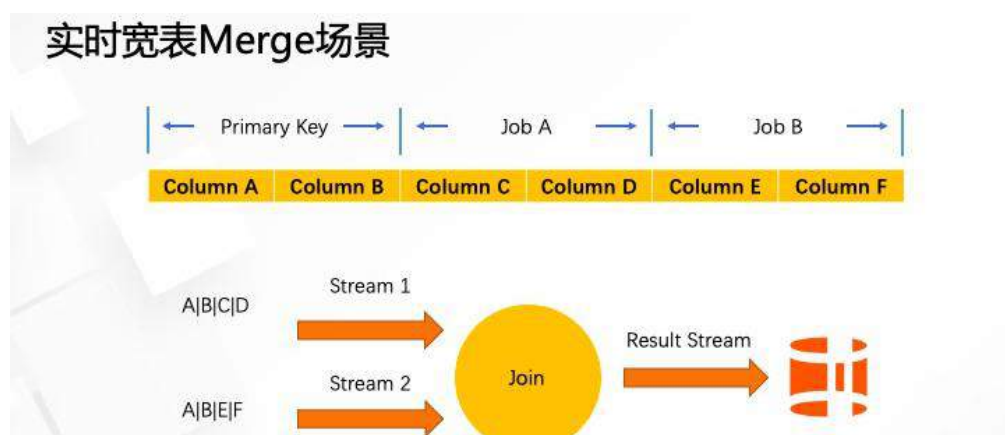 实时宽表Merge场景
Primary Key Job A Job B
Column A Column B Column C Column D Column E Column F
Stream 1
A|B|C|D
Result Stream
Join
Stream 2
A|B|E|F